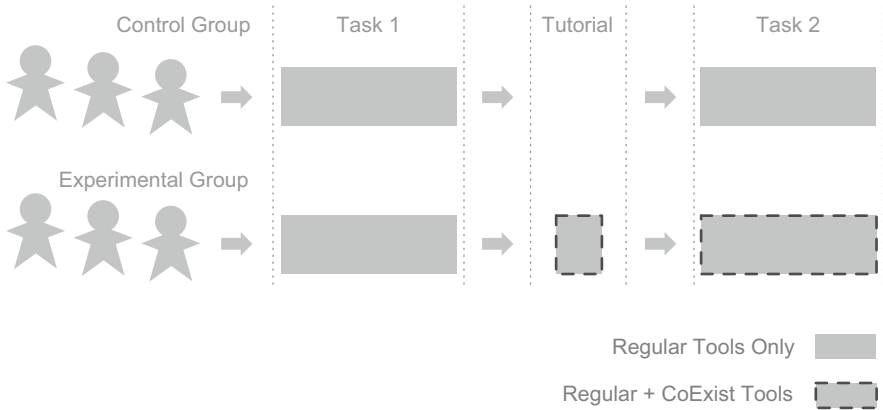 Control Group
Task 1
Tutorial
Task 2
Experimental Group
Regular Tools Only
Regular + CoExist Tools